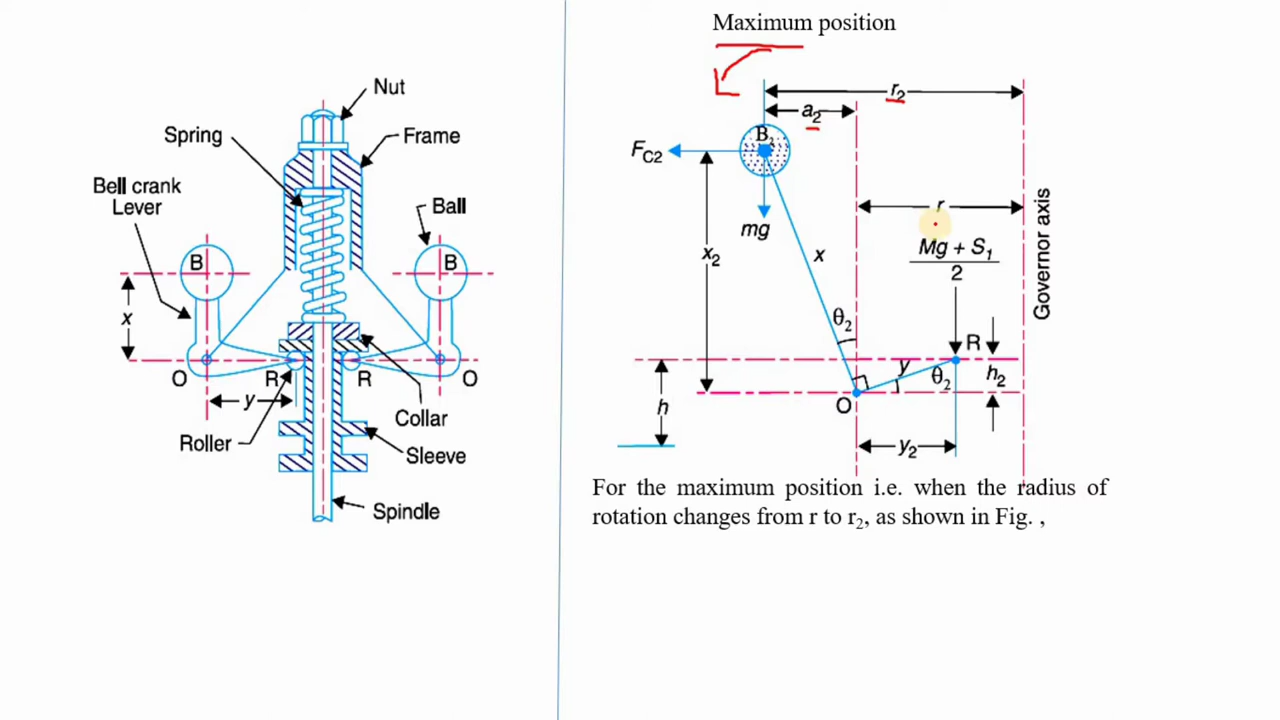 Nut
Spring
Frame
Bell crank
Lever
Ball
B
B
x
O
R
R
O
y
Collar
Roller
Sleeve
Spindle
Maximum position
r₂
a₂
B₂
F_C2
r
mg
x₂
x
Mg + S₁
2
Governor axis
θ₂
R
y
θ₂
h₂
O
h
y₂
For the maximum position i.e. when the radius of
rotation changes from r to r₂, as shown in Fig. ,